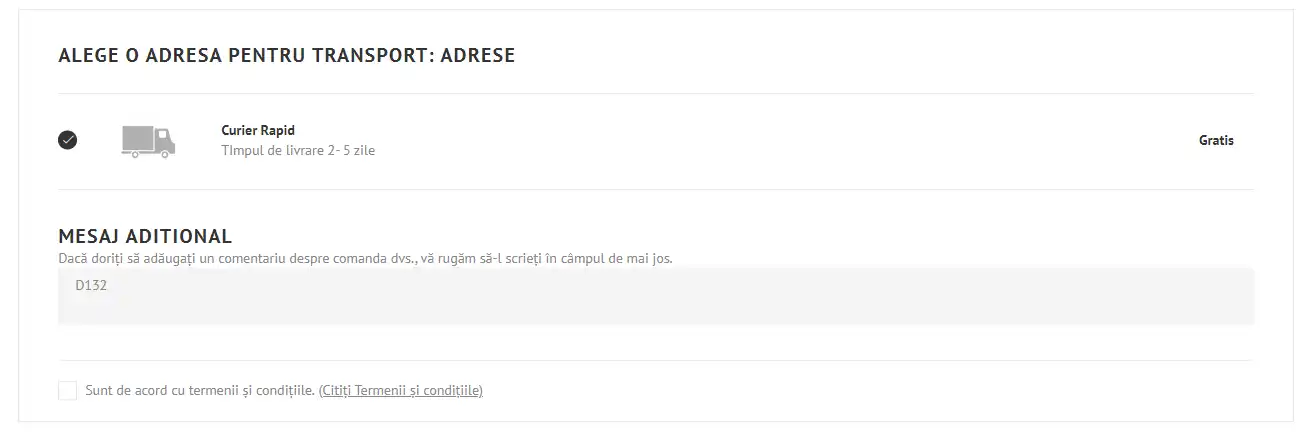 ALEGE O ADRESA PENTRU TRANSPORT: ADRESE
Curier Rapid
TImpul de livrare 2- 5 zile
Gratis
MESAJ ADITIONAL
Dacă doriți să adăugați un comentariu despre comanda dvs., vă rugăm să-l scrieți în câmpul de mai jos.
D132
Sunt de acord cu termenii și condițiile. (Citiți Termenii și condițiile)